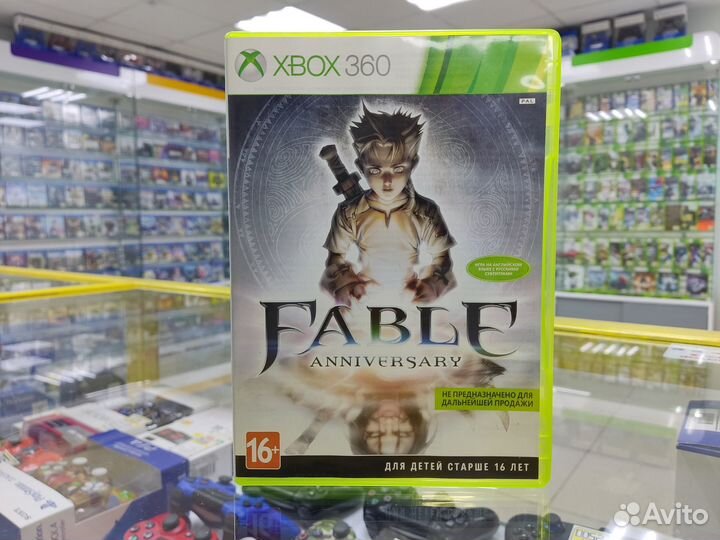 XBOX 360
PAL
ИГРА НА АНГЛИЙСКОМ
ЯЗЫКЕ С РУССКИМИ
СУБТИТРАМИ
FABLE
ANNIVERSARY
НЕ ПРЕДНАЗНАЧЕНО ДЛЯ
ДАЛЬНЕЙШЕЙ ПРОДАЖИ
16+
ДЛЯ ДЕТЕЙ СТАРШЕ 16 ЛЕТ
PlayStation
Avito